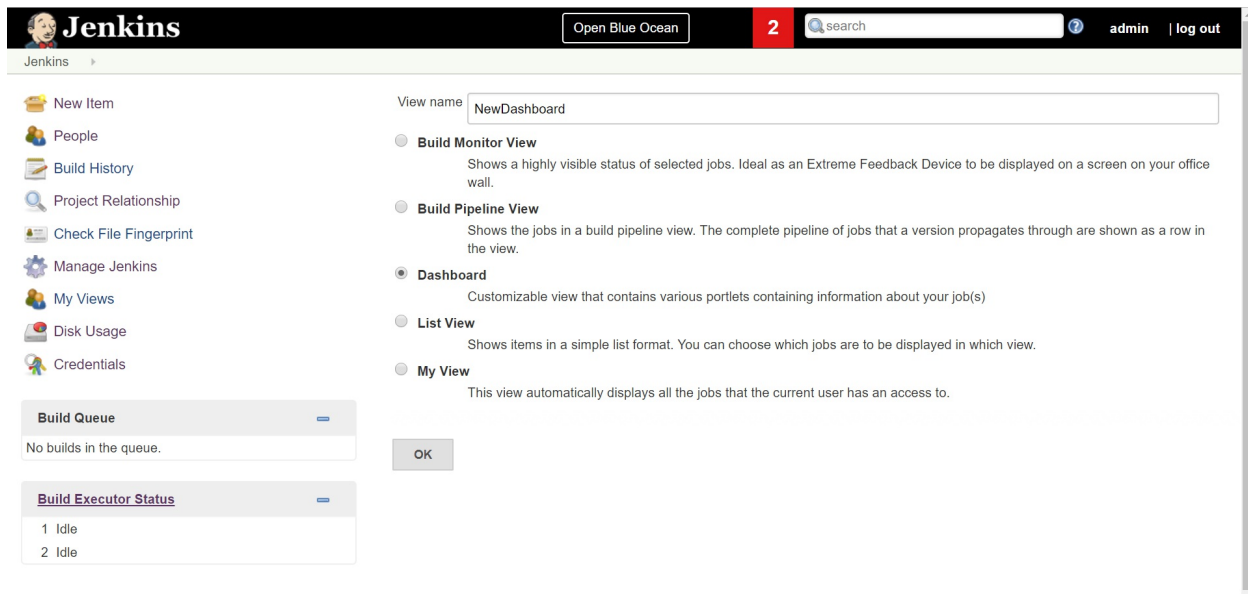 Jenkins
Open Blue Ocean
2
search
admin
| log out
Jenkins
New Item
People
Build History
Project Relationship
Check File Fingerprint
Manage Jenkins
My Views
Disk Usage
Credentials
Build Queue
No builds in the queue.
Build Executor Status
1 Idle
2 Idle
View name NewDashboard
Build Monitor View
Shows a highly visible status of selected jobs. Ideal as an Extreme Feedback Device to be displayed on a screen on your office
wall.
Build Pipeline View
Shows the jobs in a build pipeline view. The complete pipeline of jobs that a version propagates through are shown as a row in
the view.
Dashboard
Customizable view that contains various portlets containing information about your job(s)
List View
Shows items in a simple list format. You can choose which jobs are to be displayed in which view.
My View
This view automatically displays all the jobs that the current user has an access to.
OK